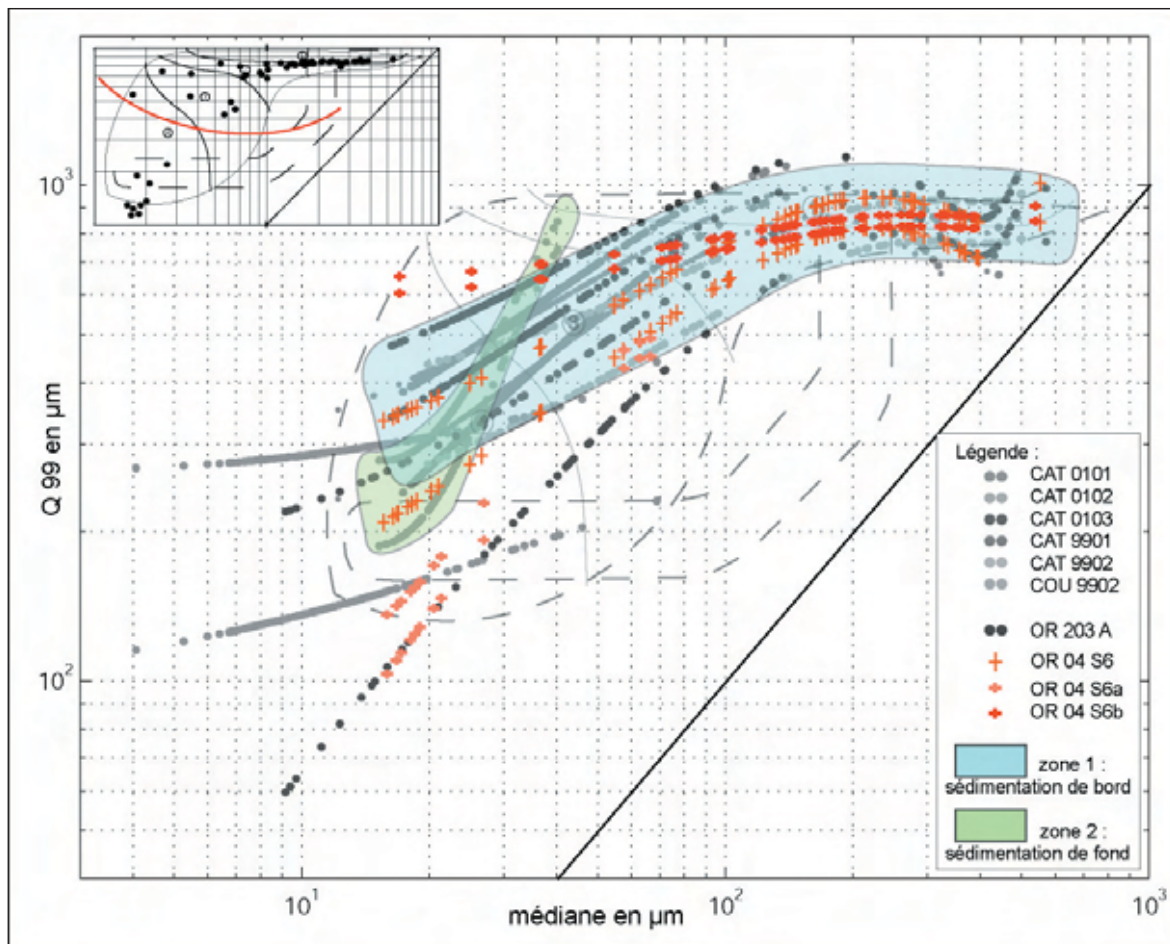 10³
Q 99 en µm
10²
10¹
10²
10³
médiane en µm
Légende :
CAT 0101
CAT 0102
CAT 0103
CAT 9901
CAT 9902
COU 9902
OR 203 A
OR 04 S6
OR 04 S6a
OR 04 S6b
zone 1 :
sédimentation de bord
zone 2 :
sédimentation de fond